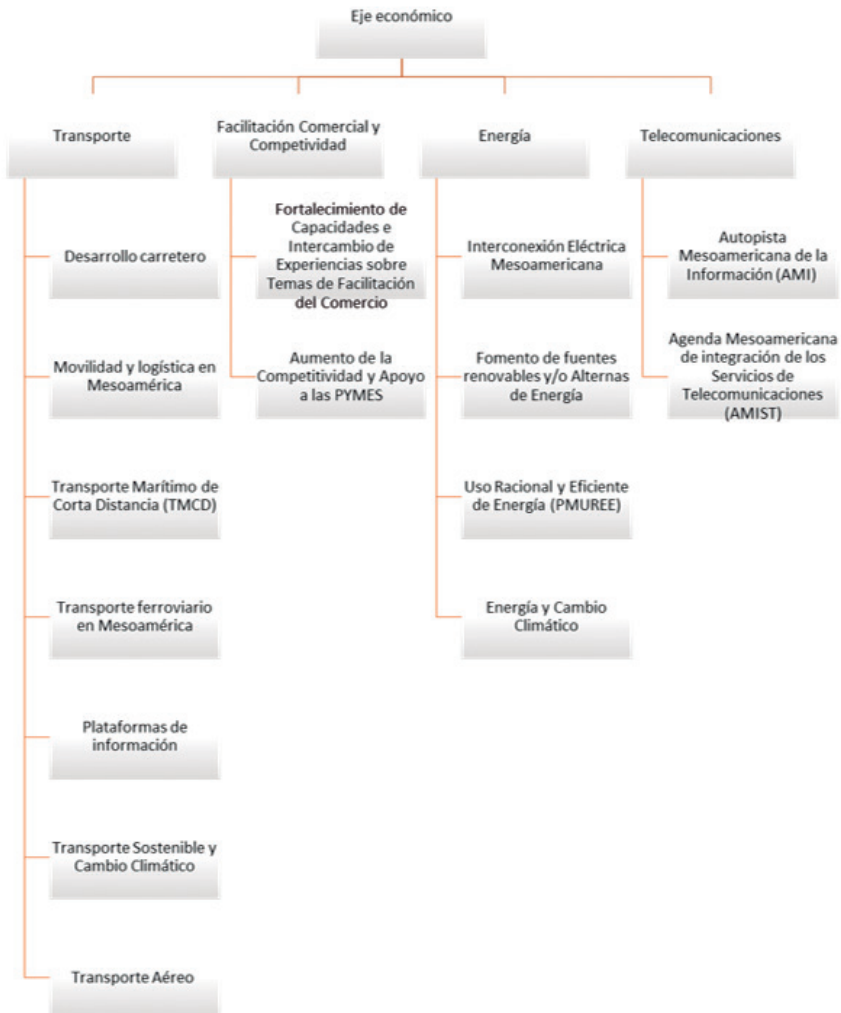 Eje económico
Transporte
Facilitación Comercial y
Competividad
Energía
Telecomunicaciones
Desarrollo carretero
Movilidad y logística en
Mesoamérica
Transporte Marítimo de
Corta Distancia (TMCD)
Transporte ferroviario
en Mesoamérica
Plataformas de
información
Transporte Sostenible y
Cambio Climático
Transporte Aéreo
Fortalecimiento de
Capacidades e
Intercambio de
Experiencias sobre
Temas de Facilitación
del Comercio
Aumento de la
Competitividad y Apoyo
a las PYMES
Interconexión Eléctrica
Mesoamericana
Fomento de fuentes
renovables y/o Alternas
de Energía
Uso Racional y Eficiente
de Energía (PMUREE)
Energía y Cambio
Climático
Autopista
Mesoamericana de la
Información (AMI)
Agenda Mesoamericana
de integración de los
Servicios de
Telecomunicaciones
(AMIST)